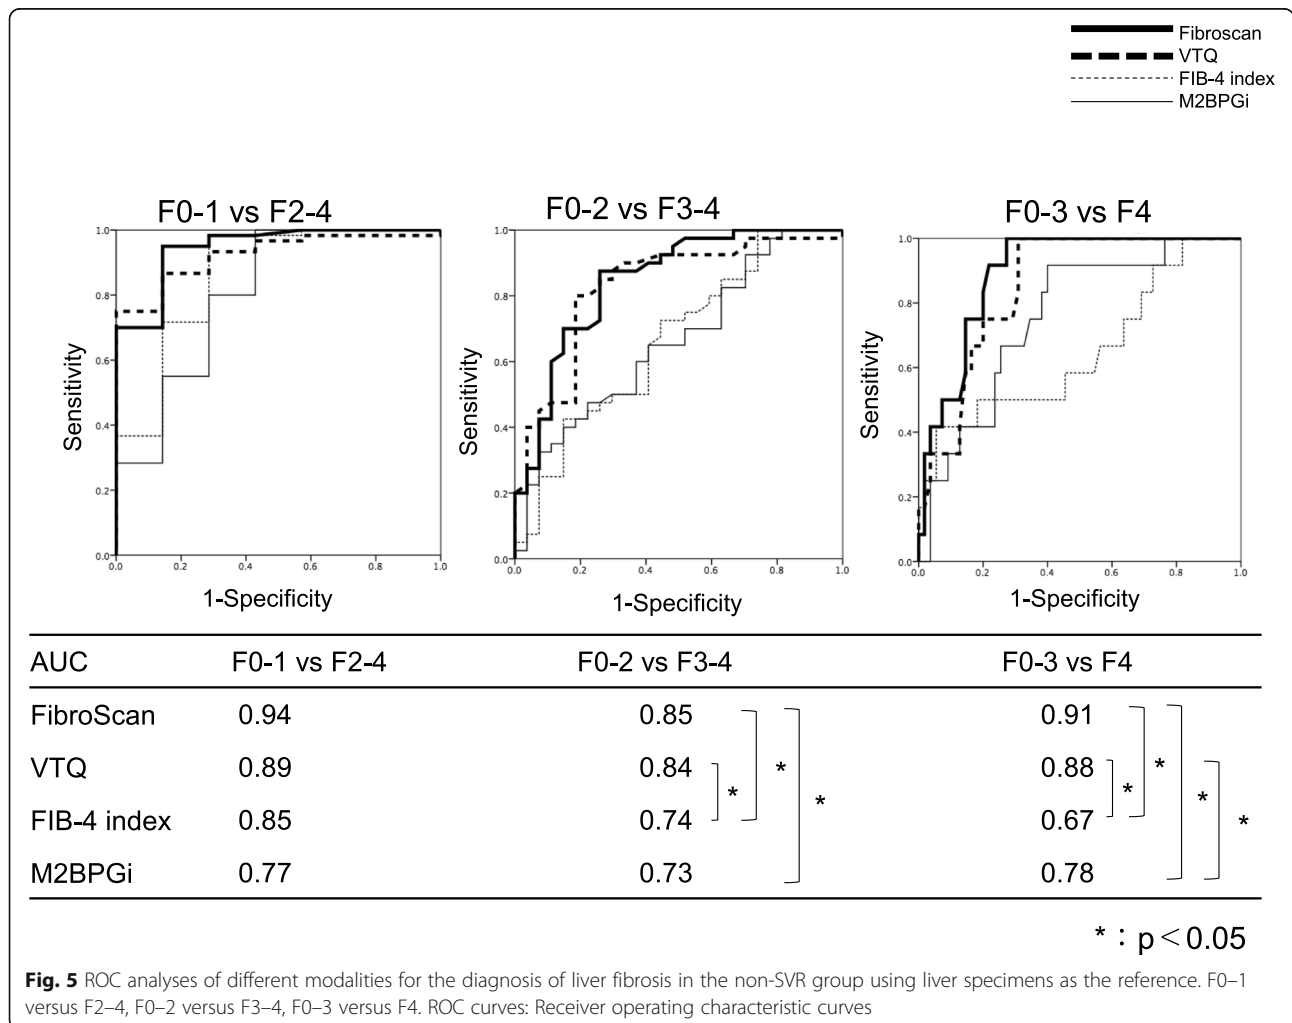 Fibroscan
VTQ
FIB-4 index
M2BPGi
F0-1 vs F2-4
Sensitivity
1.0
0.8
0.6
0.4
0.2
0.0
0.0 0.2 0.4 0.6 0.8 1.0
1-Specificity
F0-2 vs F3-4
Sensitivity
1.0
0.8
0.6
0.4
0.2
0.0
0.0 0.2 0.4 0.6 0.8 1.0
1-Specificity
F0-3 vs F4
Sensitivity
1.0
0.8
0.6
0.4
0.2
0.0
0.0 0.2 0.4 0.6 0.8 1.0
1-Specificity
AUC F0-1 vs F2-4 F0-2 vs F3-4 F0-3 vs F4
FibroScan 0.94 0.85 0.91
VTQ 0.89 0.84 * * * 0.88 * * * *
FIB-4 index 0.85 0.74 0.67
M2BPGi 0.77 0.73 0.78
* : p < 0.05
Fig. 5 ROC analyses of different modalities for the diagnosis of liver fibrosis in the non-SVR group using liver specimens as the reference. F0–1
versus F2–4, F0–2 versus F3–4, F0–3 versus F4. ROC curves: Receiver operating characteristic curves